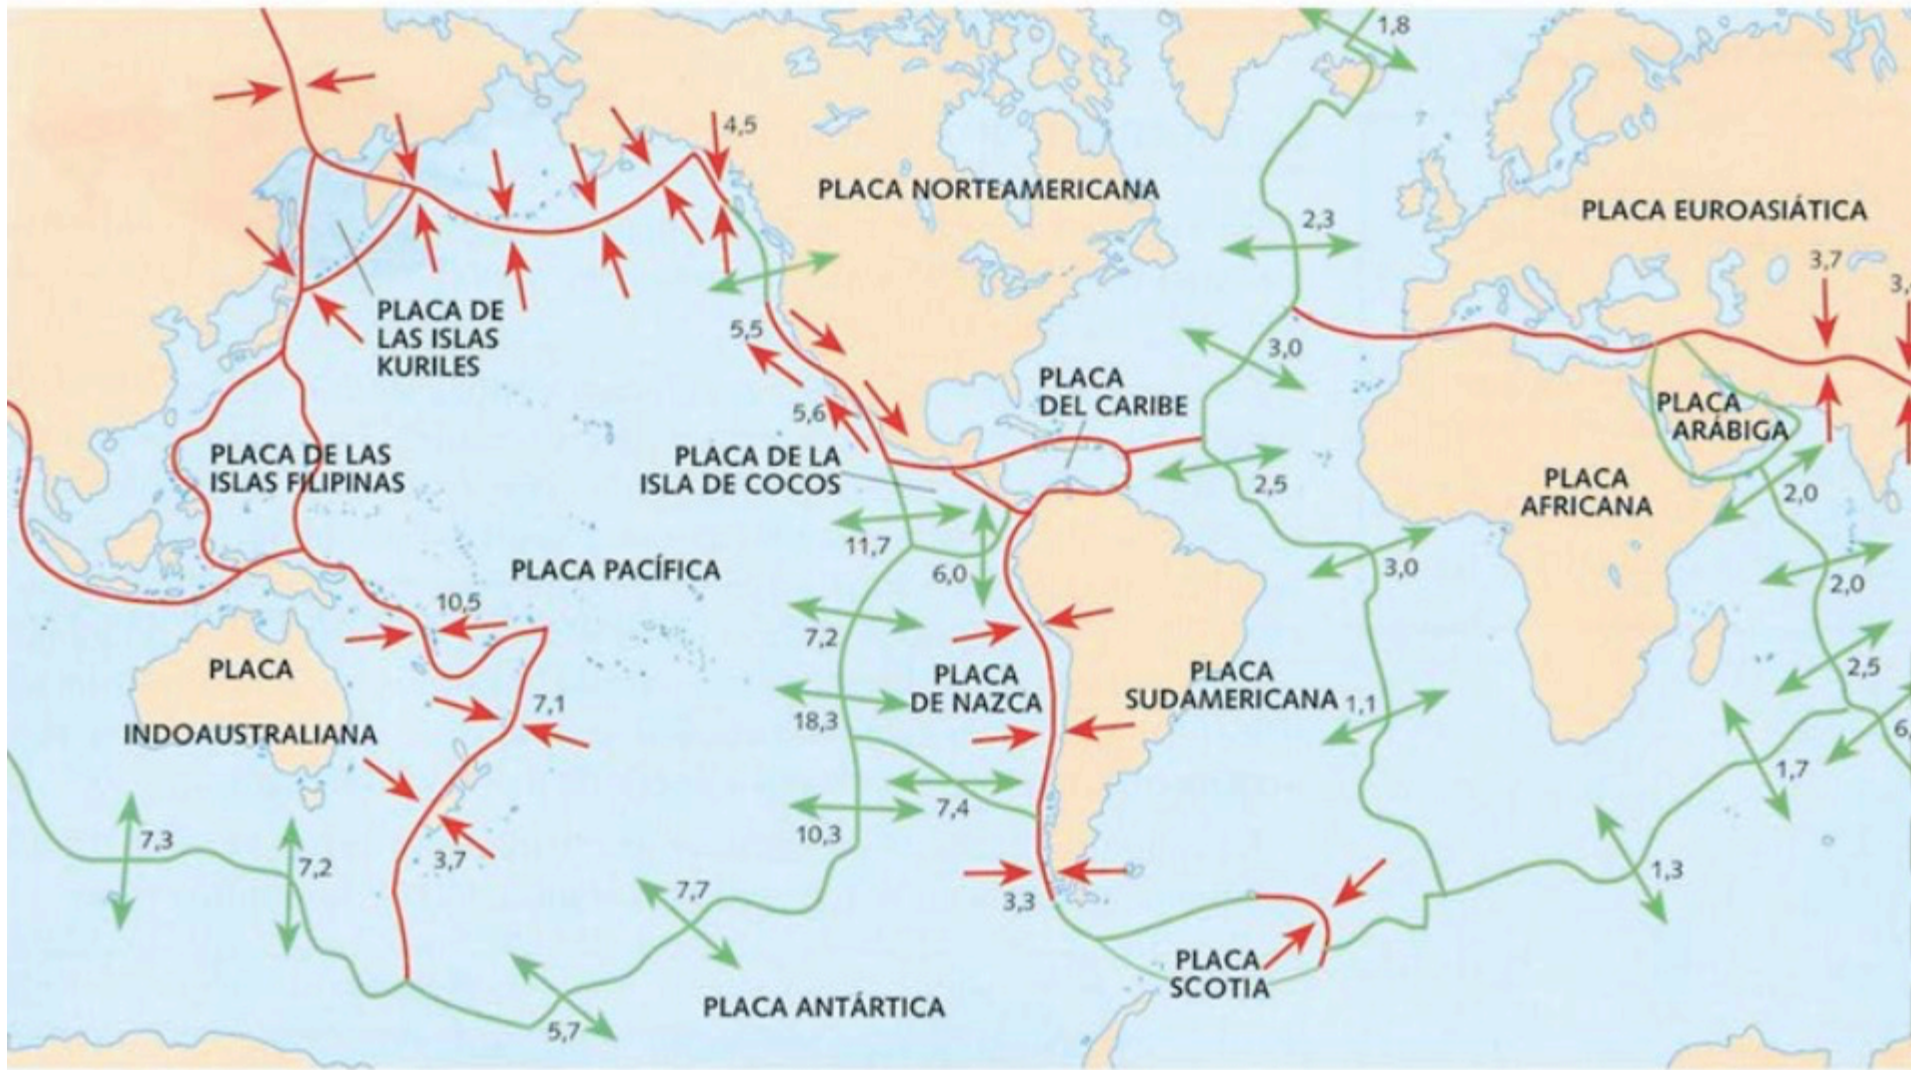 1,8
4,5
PLACA NORTEAMERICANA
PLACA EUROASIÁTICA
2,3
3,7
3,
PLACA DE
LAS ISLAS
KURILES
5,5
3,0
PLACA
DEL CARIBE
5,6
PLACA
ARÁBIGA
PLACA DE LAS
ISLAS FILIPINAS
PLACA DE LA
ISLA DE COCOS
2,5
PLACA
AFRICANA
2,0
11,7
6,0
PLACA PACÍFICA
3,0
2,0
10,5
7,2
PLACA
INDOAUSTRALIANA
PLACA
DE NAZCA
PLACA
SUDAMERICANA
1,1
2,5
7,1
18,3
6,
1,7
7,3
7,2
3,7
10,3
7,4
7,7
3,3
1,3
PLACA
SCOTIA
PLACA ANTÁRTICA
5,7